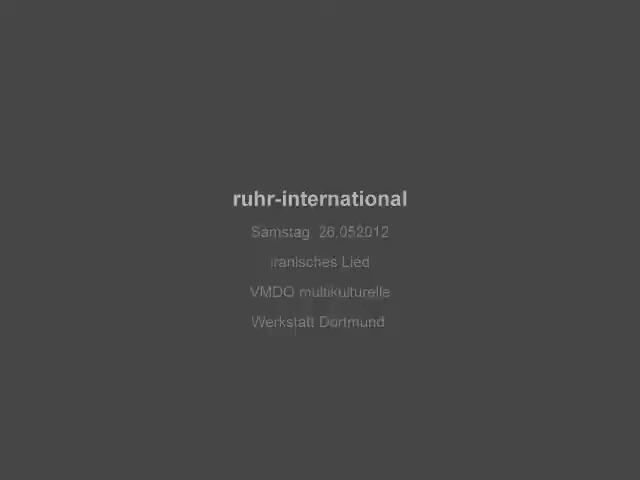 ruhr-international
Samstag, 26.052012
iranisches Lied
VMDO multikulturelle
Werkstatt Dortmund